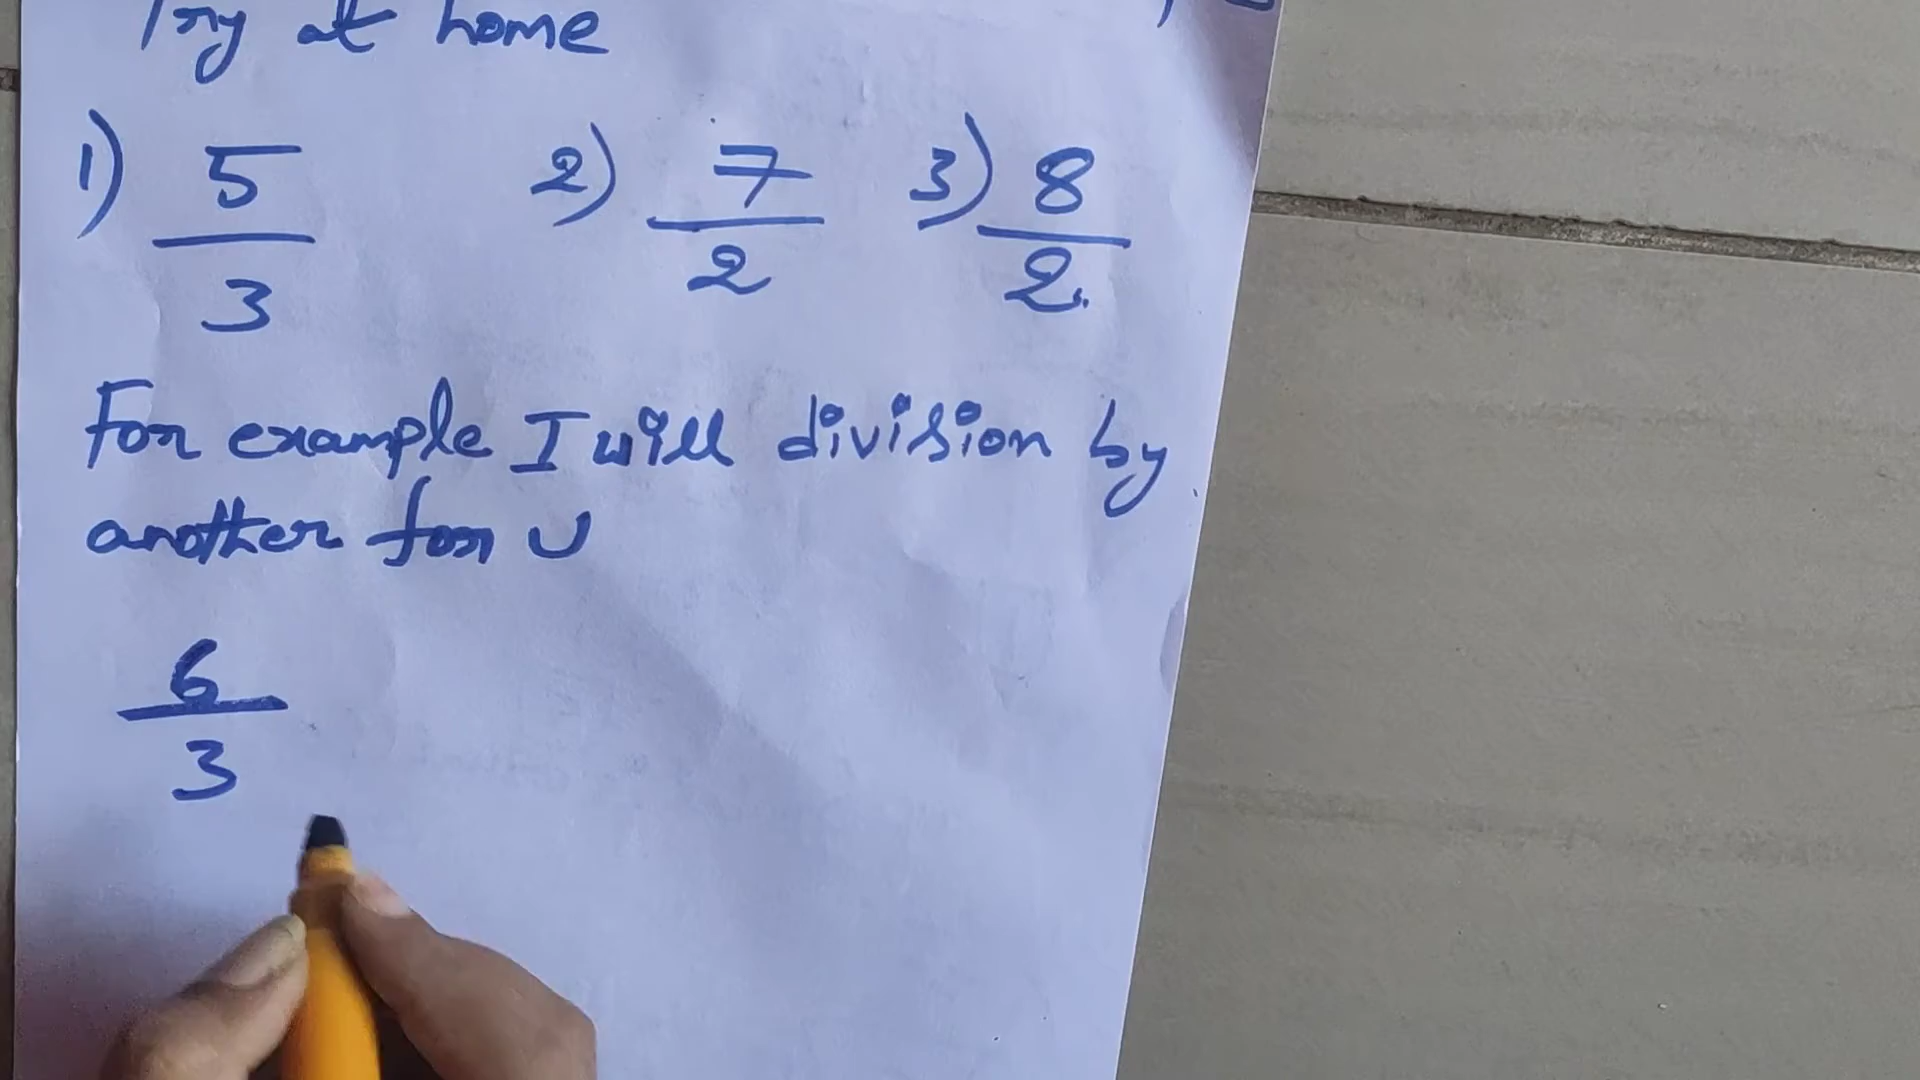 Try at home
1) 5/3 2) 7/2 3) 8/2
For example I will division by
another for U
6/3